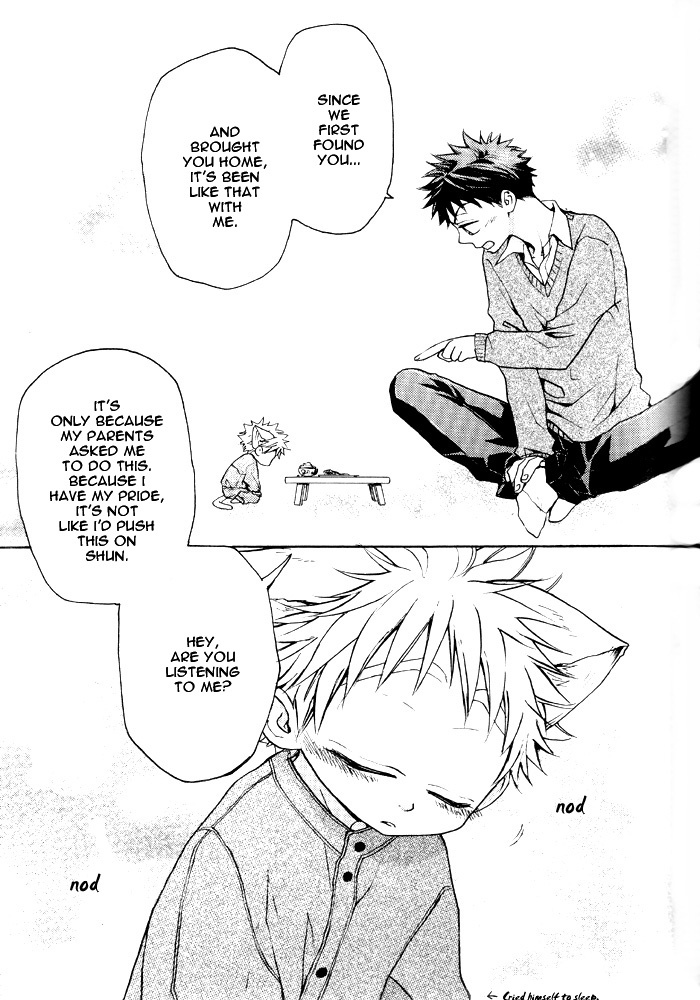 SINCE
WE
FIRST
FOUND
YOU...
AND
BROUGHT
YOU HOME,
IT'S BEEN
LIKE THAT
WITH
ME.
IT'S
ONLY BECAUSE
MY PARENTS
ASKED ME
TO DO THIS.
BECAUSE I
HAVE MY PRIDE,
IT'S NOT
LIKE I'D PUSH
THIS ON
SHUN.
HEY,
ARE YOU
LISTENING
TO ME?
nod
nod
← Cried himself to sleep.